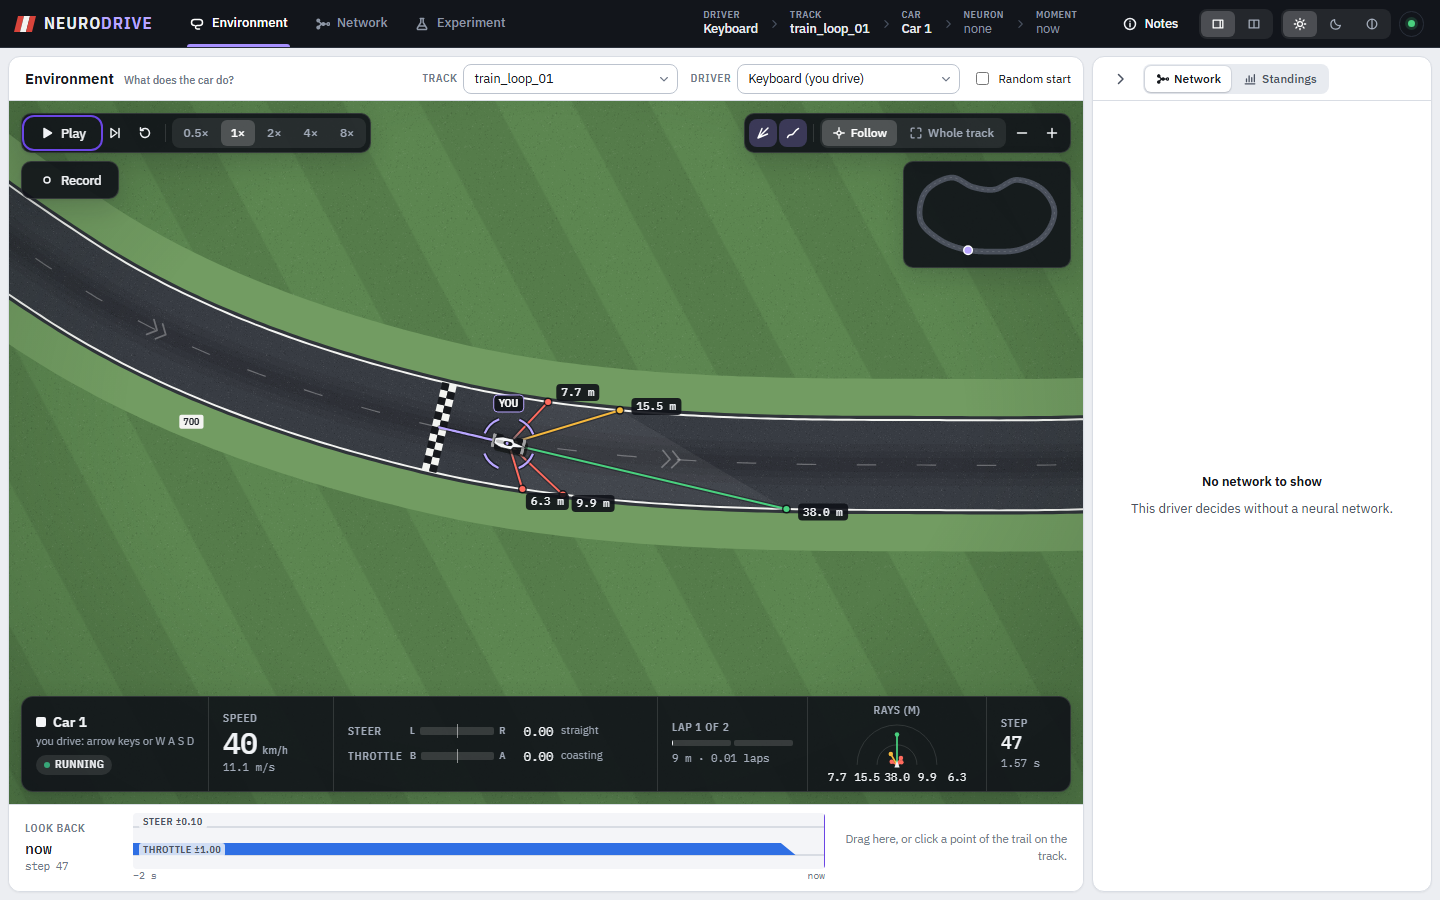 NEURODRIVE
Environment
Network
Experiment
DRIVER
Keyboard
TRACK
train_loop_01
CAR
Car 1
NEURON
none
MOMENT
now
Notes
Environment What does the car do?
TRACK train_loop_01
DRIVER Keyboard (you drive)
Random start
Network
Standings
Play
0.5× 1× 2× 4× 8×
Follow
Whole track
Record
700
YOU
7.7 m
15.5 m
6.3 m
9.9 m
38.0 m
No network to show
This driver decides without a neural network.
Car 1
you drive: arrow keys or W A S D
RUNNING
SPEED
40 km/h
11.1 m/s
STEER L R 0.00 straight
THROTTLE B A 0.00 coasting
LAP 1 OF 2
9 m · 0.01 laps
RAYS (M)
7.7 15.5 38.0 9.9 6.3
STEP
47
1.57 s
LOOK BACK
now
step 47
STEER ±0.10
THROTTLE ±1.00
−2 s
now
Drag here, or click a point of the trail on the
track.